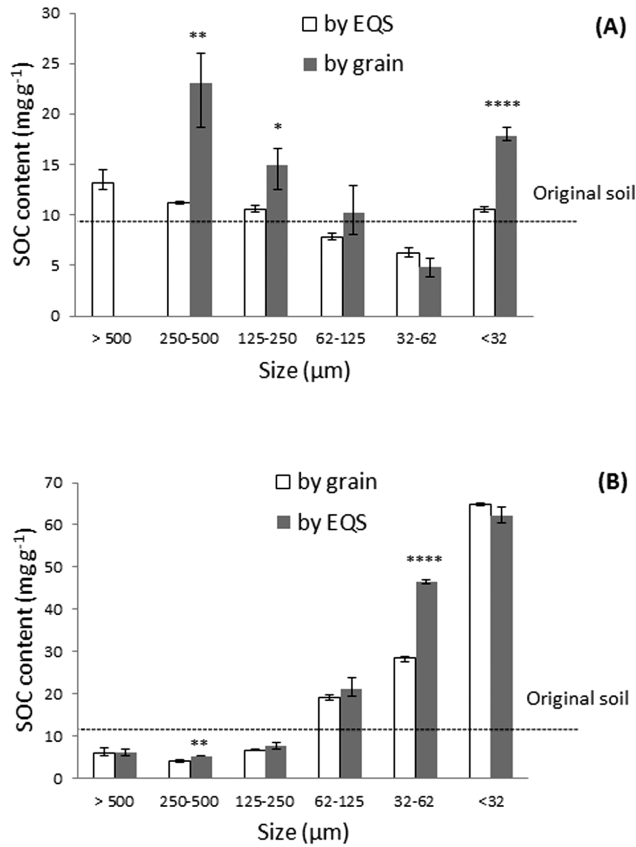 (A)
by EQS
by grain
SOC content (mg g-1)
30
25
20
15
10
5
0
**
*
****
Original soil
> 500 250-500 125-250 62-125 32-62 <32
Size (µm)
(B)
by grain
by EQS
SOC content (mg g-1)
70
60
50
40
30
20
10
0
**
****
Original soil
> 500 250-500 125-250 62-125 32-62 <32
Size (µm)